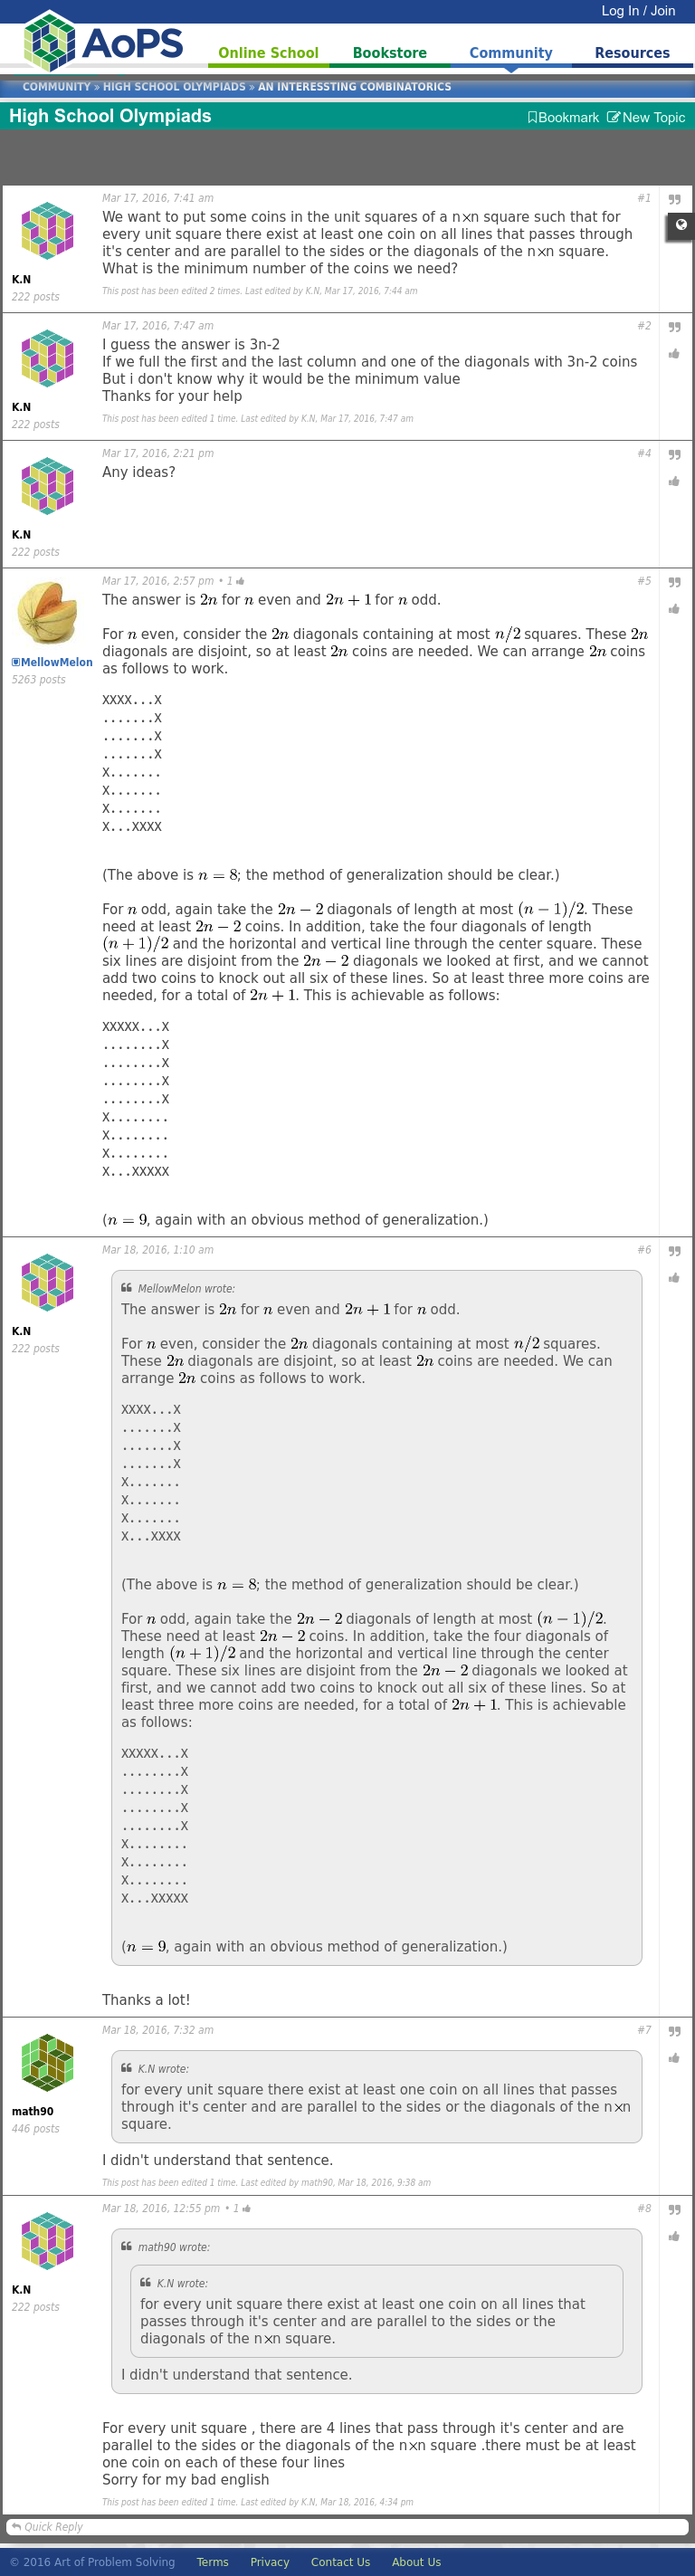 Log In / Join
AoPS
Online School Bookstore Community Resources
COMMUNITY » HIGH SCHOOL OLYMPIADS » AN INTERESSTING COMBINATORICS
High School Olympiads Bookmark New Topic
Mar 17, 2016, 7:41 am #1
We want to put some coins in the unit squares of a n×n square such that for
every unit square there exist at least one coin on all lines that passes through
it's center and are parallel to the sides or the diagonals of the n×n square.
What is the minimum number of the coins we need?
K.N
222 posts
This post has been edited 2 times. Last edited by K.N, Mar 17, 2016, 7:44 am
Mar 17, 2016, 7:47 am #2
I guess the answer is 3n-2
If we full the first and the last column and one of the diagonals with 3n-2 coins
But i don't know why it would be the minimum value
Thanks for your help
K.N
222 posts
This post has been edited 1 time. Last edited by K.N, Mar 17, 2016, 7:47 am
Mar 17, 2016, 2:21 pm #4
Any ideas?
K.N
222 posts
Mar 17, 2016, 2:57 pm • 1 #5
The answer is 2n for n even and 2n + 1 for n odd.
MellowMelon
5263 posts
For n even, consider the 2n diagonals containing at most n/2 squares. These 2n
diagonals are disjoint, so at least 2n coins are needed. We can arrange 2n coins
as follows to work.
XXXX...X
.......X
.......X
.......X
X.......
X.......
X.......
X...XXXX
(The above is n = 8; the method of generalization should be clear.)
For n odd, again take the 2n − 2 diagonals of length at most (n − 1)/2. These
need at least 2n − 2 coins. In addition, take the four diagonals of length
(n + 1)/2 and the horizontal and vertical line through the center square. These
six lines are disjoint from the 2n − 2 diagonals we looked at first, and we cannot
add two coins to knock out all six of these lines. So at least three more coins are
needed, for a total of 2n + 1. This is achievable as follows:
XXXXX...X
........X
........X
........X
........X
X........
X........
X........
X...XXXXX
(n = 9, again with an obvious method of generalization.)
Mar 18, 2016, 1:10 am #6
K.N
222 posts
MellowMelon wrote:
The answer is 2n for n even and 2n + 1 for n odd.
For n even, consider the 2n diagonals containing at most n/2 squares.
These 2n diagonals are disjoint, so at least 2n coins are needed. We can
arrange 2n coins as follows to work.
XXXX...X
.......X
.......X
.......X
X.......
X.......
X.......
X...XXXX
(The above is n = 8; the method of generalization should be clear.)
For n odd, again take the 2n − 2 diagonals of length at most (n − 1)/2.
These need at least 2n − 2 coins. In addition, take the four diagonals of
length (n + 1)/2 and the horizontal and vertical line through the center
square. These six lines are disjoint from the 2n − 2 diagonals we looked at
first, and we cannot add two coins to knock out all six of these lines. So at
least three more coins are needed, for a total of 2n + 1. This is achievable
as follows:
XXXXX...X
........X
........X
........X
........X
X........
X........
X........
X...XXXXX
(n = 9, again with an obvious method of generalization.)
Thanks a lot!
Mar 18, 2016, 7:32 am #7
math90
446 posts
K.N wrote:
for every unit square there exist at least one coin on all lines that passes
through it's center and are parallel to the sides or the diagonals of the n×n
square.
I didn't understand that sentence.
This post has been edited 1 time. Last edited by math90, Mar 18, 2016, 9:38 am
Mar 18, 2016, 12:55 pm • 1 #8
K.N
222 posts
math90 wrote:
K.N wrote:
for every unit square there exist at least one coin on all lines that
passes through it's center and are parallel to the sides or the
diagonals of the n×n square.
I didn't understand that sentence.
For every unit square , there are 4 lines that pass through it's center and are
parallel to the sides or the diagonals of the n×n square .there must be at least
one coin on each of these four lines
Sorry for my bad english
This post has been edited 1 time. Last edited by K.N, Mar 18, 2016, 4:34 pm
Quick Reply
© 2016 Art of Problem Solving Terms Privacy Contact Us About Us